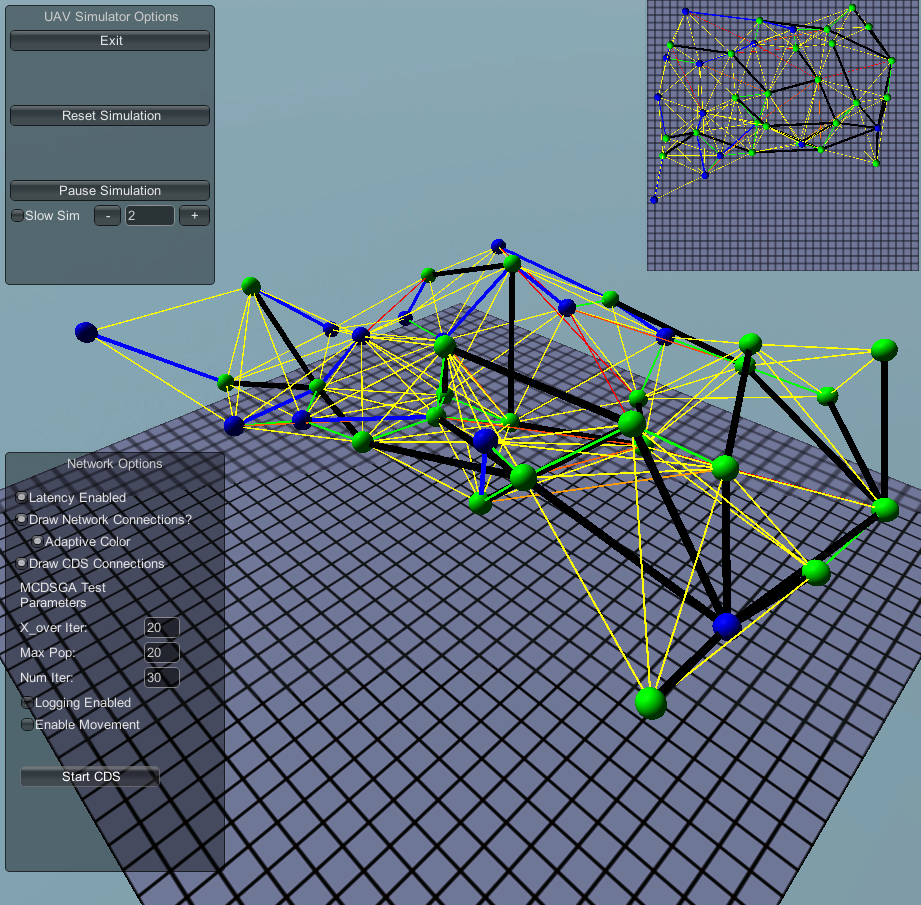 UAV Simulator Options
Exit
Reset Simulation
Pause Simulation
Slow Sim - 2 +
Network Options
Latency Enabled
Draw Network Connections?
Adaptive Color
Draw CDS Connections
MCDSGA Test
Parameters
X_over Iter: 20
Max Pop: 20
Num Iter: 30
Logging Enabled
Enable Movement
Start CDS